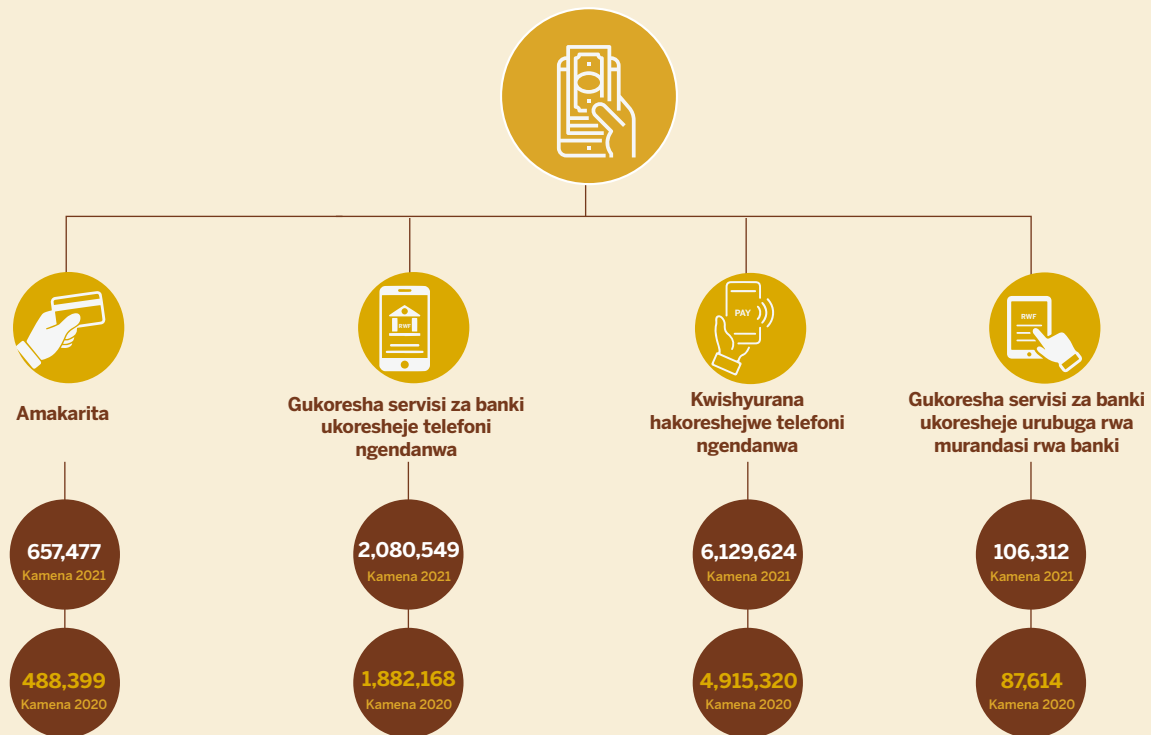 RWF
PAY
RWF
Amakarita
Gukoresha servisi za banki
ukoresheje telefoni
ngendanwa
Kwishyurana
hakoreshejwe telefoni
ngendanwa
Gukoresha servisi za banki
ukoresheje urubuga rwa
murandasi rwa banki
657,477
Kamena 2021
2,080,549
Kamena 2021
6,129,624
Kamena 2021
106,312
Kamena 2021
488,399
Kamena 2020
1,882,168
Kamena 2020
4,915,320
Kamena 2020
87,614
Kamena 2020